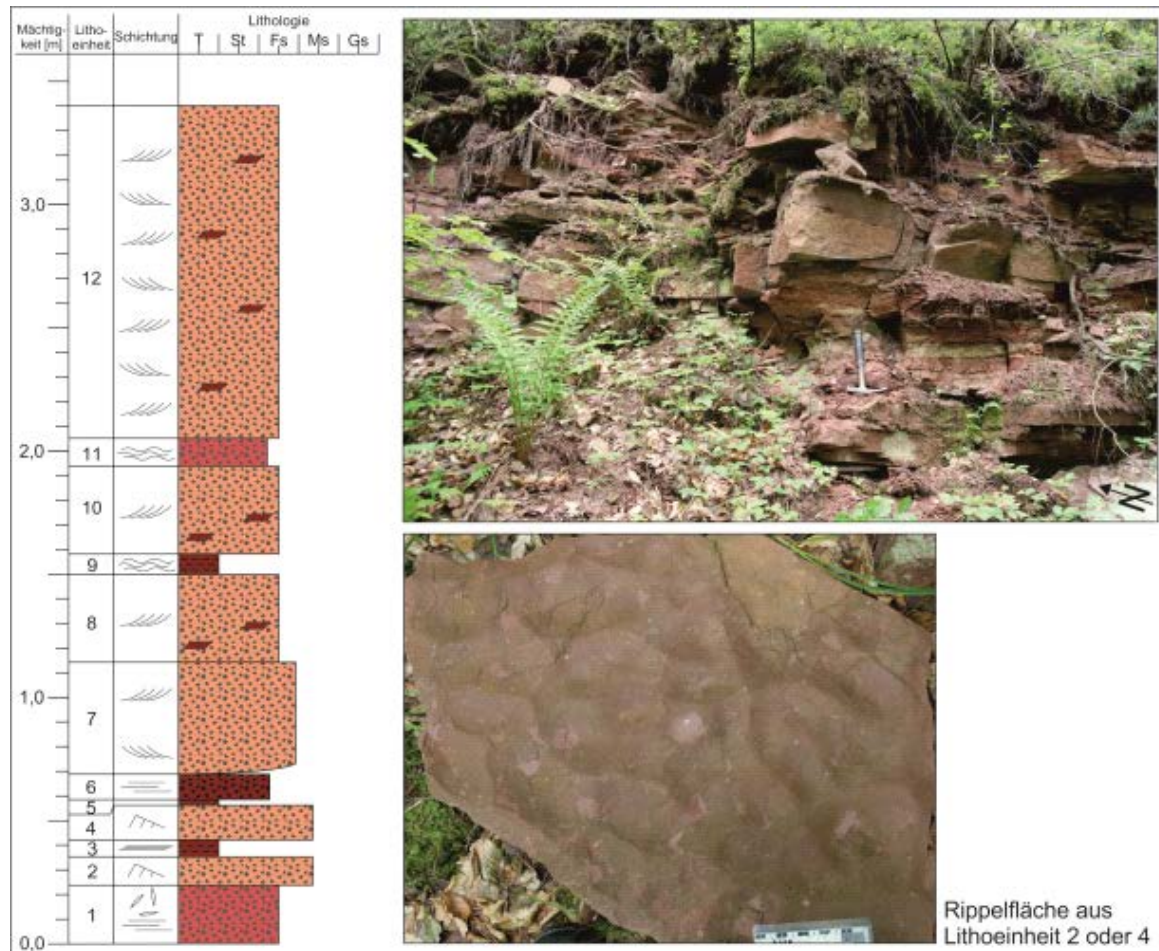 Mächtig-
keit [m]
Litho-
einheit
Schichtung
Lithologie
T St Fs Ms Gs
3,0
12
2,0
11
10
9
8
1,0
7
6
5
4
3
2
1
0,0
N
Rippelfläche aus
Lithoeinheit 2 oder 4